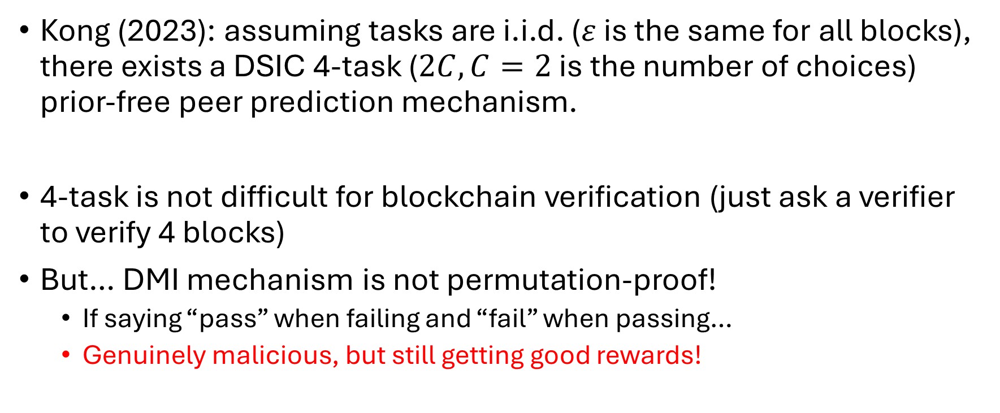 • Kong (2023): assuming tasks are i.i.d. (𝜀 is the same for all blocks),
there exists a DSIC 4-task (2𝐶, 𝐶 = 2 is the number of choices)
prior-free peer prediction mechanism.
• 4-task is not difficult for blockchain verification (just ask a verifier
to verify 4 blocks)
• But… DMI mechanism is not permutation-proof!
• If saying “pass” when failing and “fail” when passing…
• Genuinely malicious, but still getting good rewards!